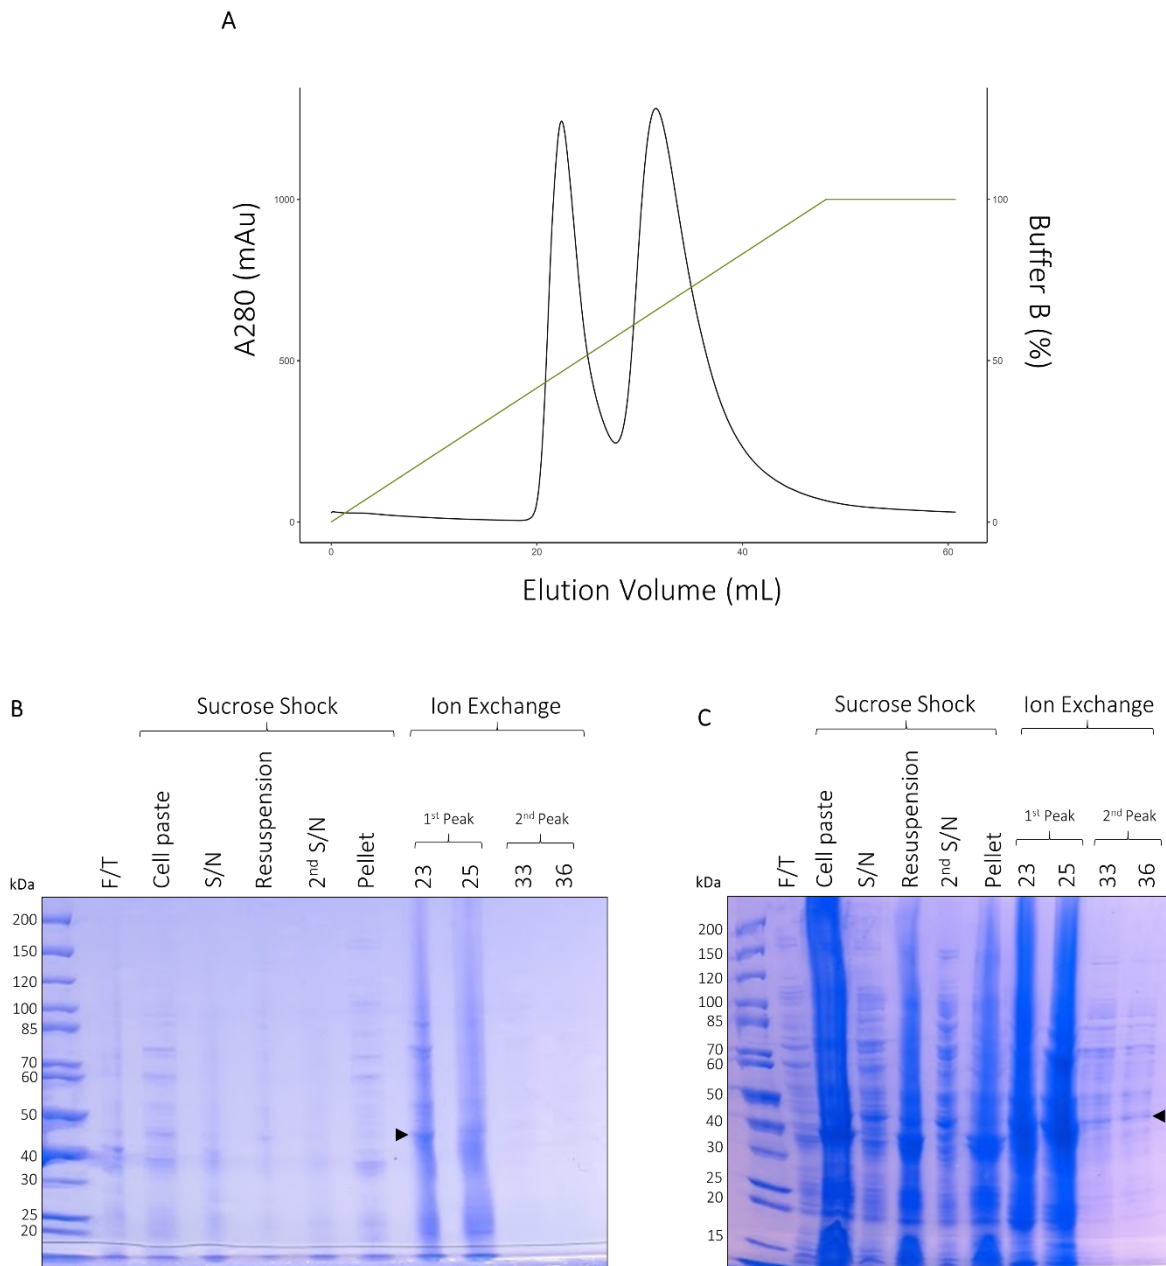 A
A280 (mAu)
1000
500
0
100
50
0
Buffer B (%)
0 20 40 60
Elution Volume (mL)
B
Sucrose Shock
Ion Exchange
1st Peak
2nd Peak
kDa
F/T
Cell paste
S/N
Resuspension
2nd S/N
Pellet
23
25
33
36
200
150
120
100
85
70
60
50
40
30
25
20
C
Sucrose Shock
Ion Exchange
1st Peak
2nd Peak
kDa
F/T
Cell paste
S/N
Resuspension
2nd S/N
Pellet
23
25
33
36
200
150
120
100
85
70
60
50
40
30
25
20
15